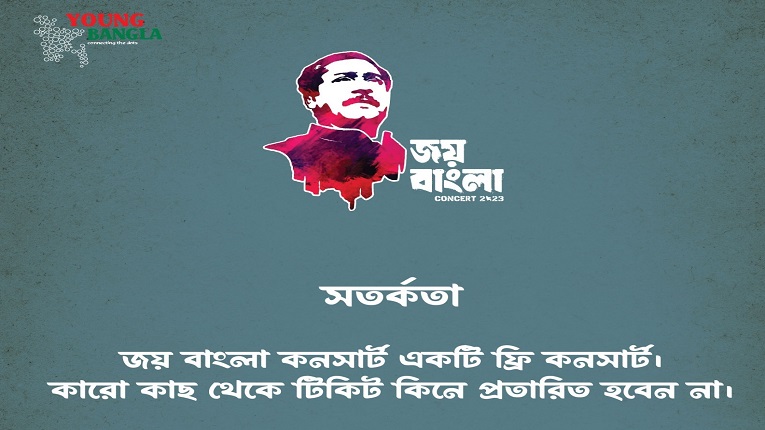 YOUNG
BANGLA
connecting the dots
জয়
বাংলা
CONCERT 2023
সতর্কতা
জয় বাংলা কনসার্ট একটি ফ্রি কনসার্ট।
কারো কাছ থেকে টিকিট কিনে প্রতারিত হবেন না।